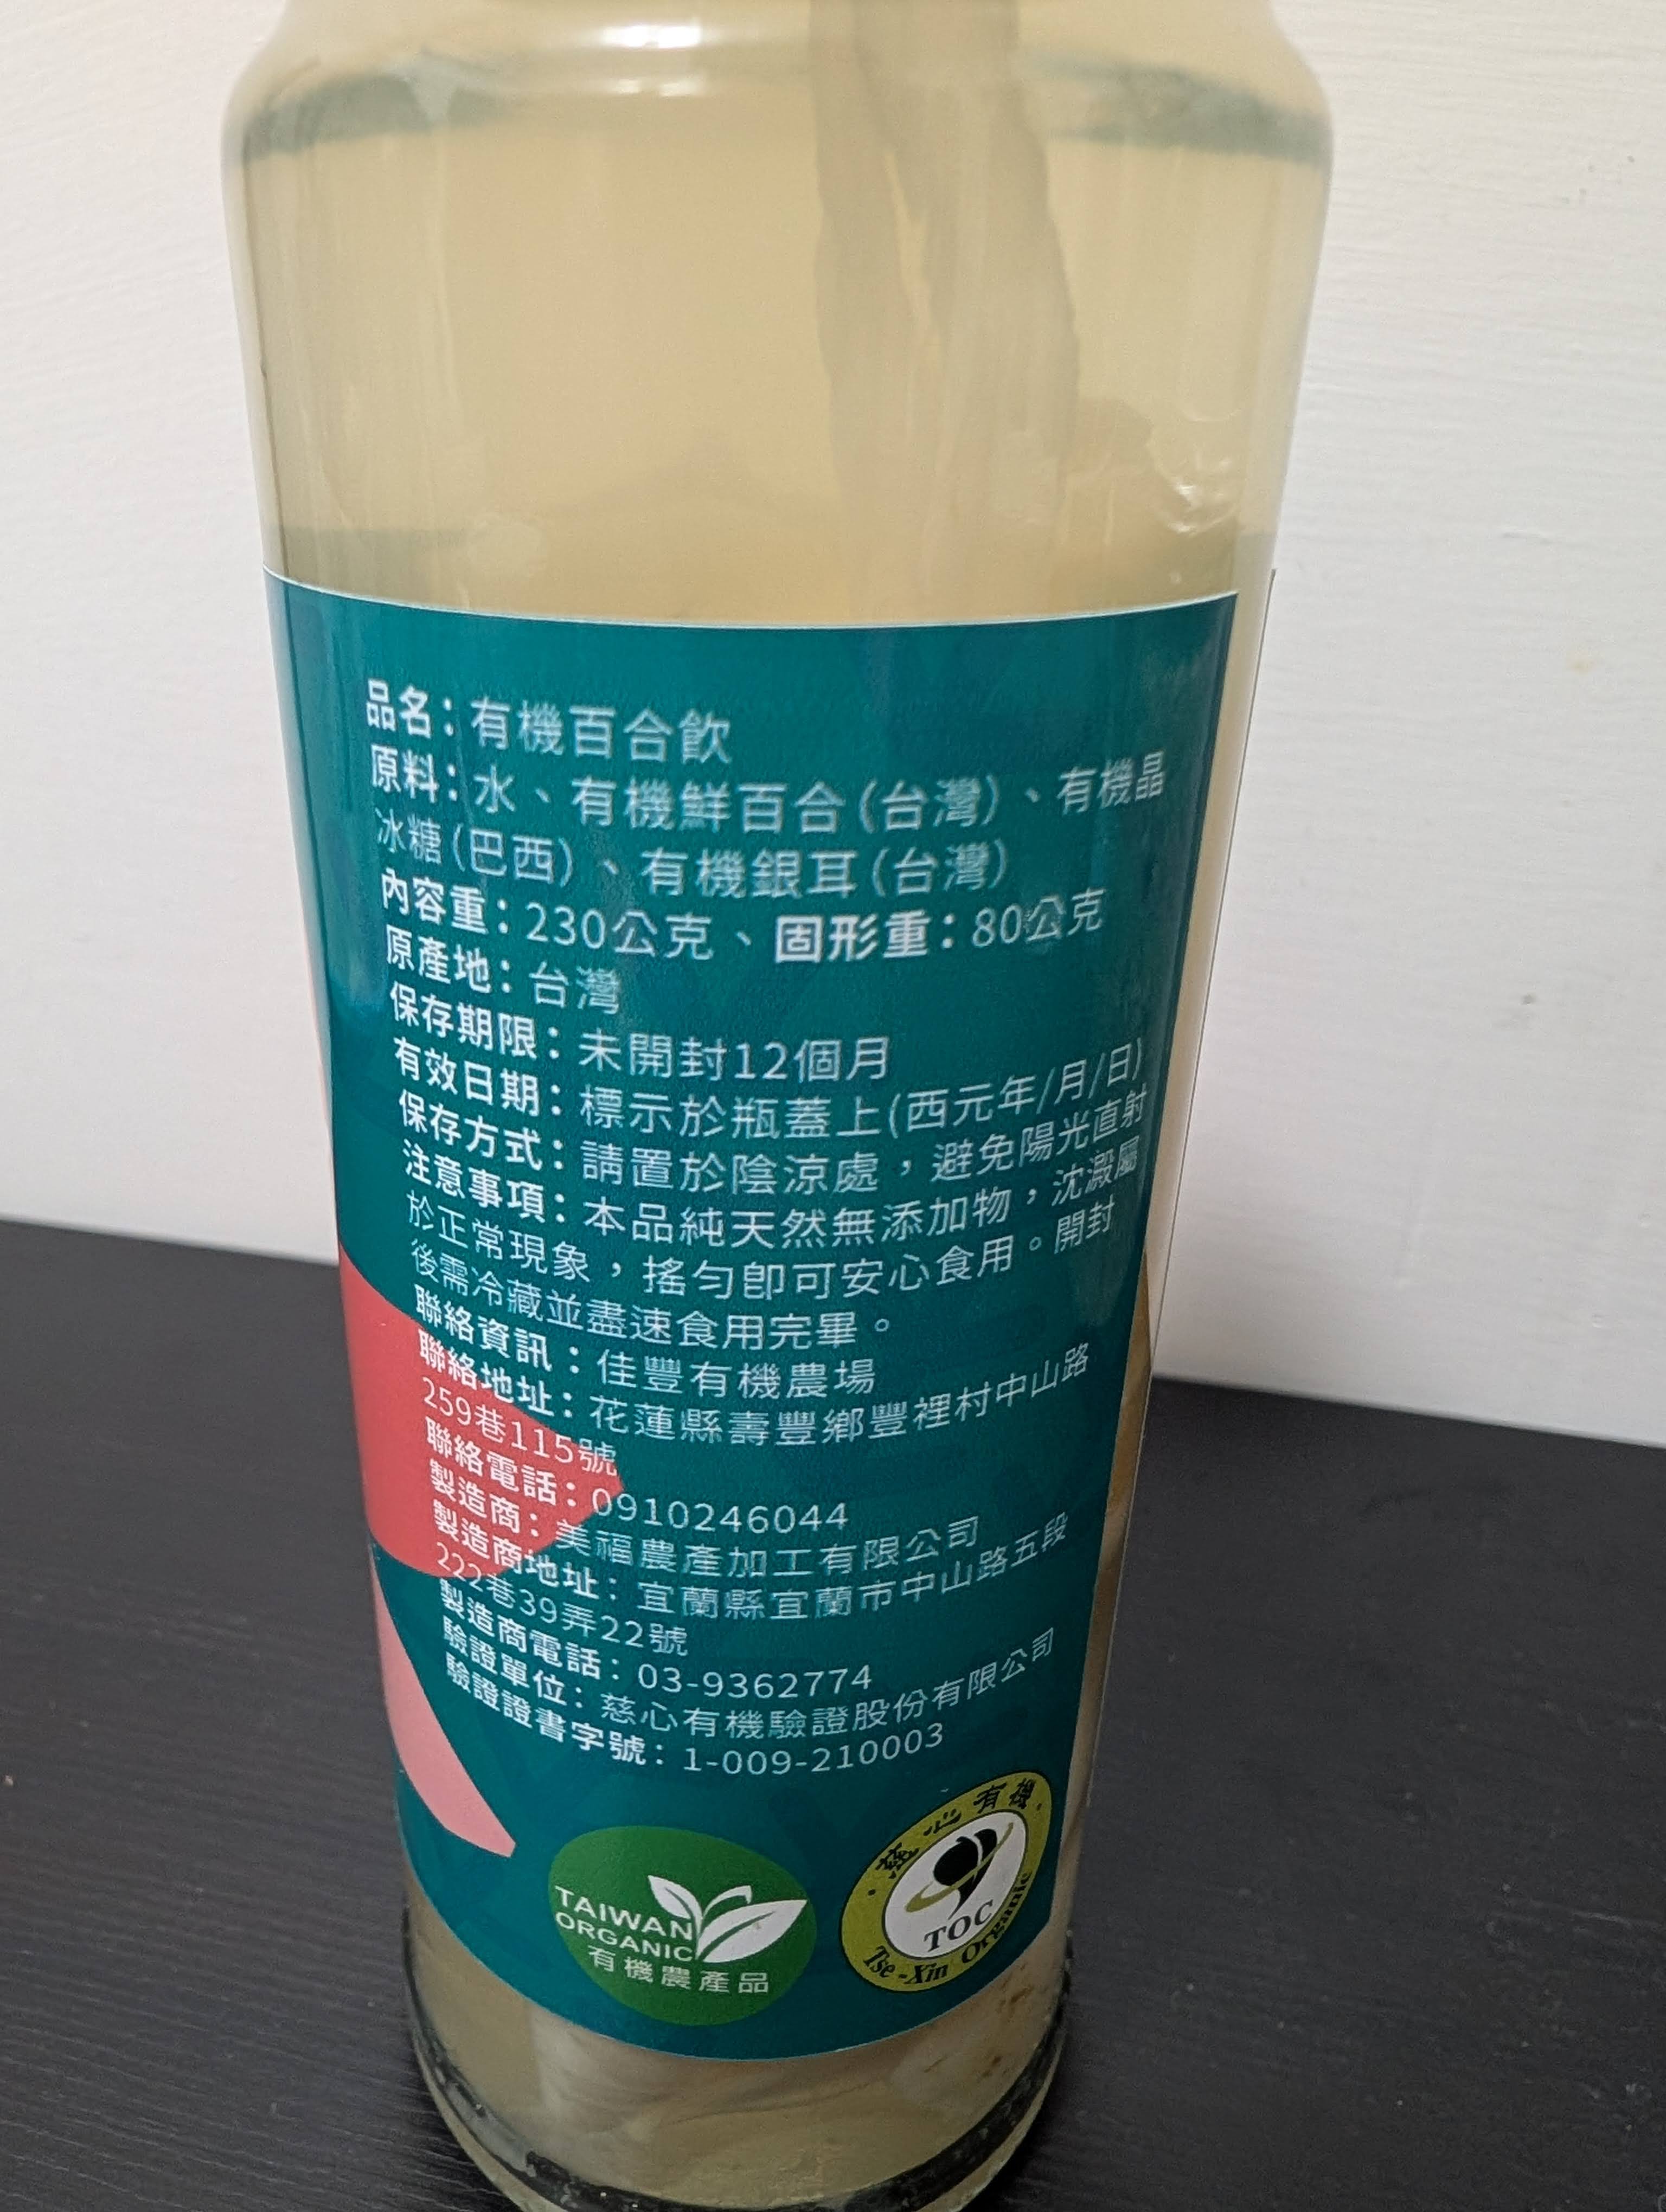 品名：有機百合飲
原料：水、有機鮮百合(台灣)、有機晶
冰糖(巴西)、有機銀耳(台灣)
內容重：230公克、固形重：80公克
原產地：台灣
保存期限：未開封12個月
有效日期：標示於瓶蓋上(西元年/月/日)
保存方式：請置於陰涼處，避免陽光直射
注意事項：本品純天然無添加物，沈澱屬
於正常現象，搖勻即可安心食用。開封
後需冷藏並盡速食用完畢。
聯絡資訊：佳豐有機農場
聯絡地址：花蓮縣壽豐鄉豐裡村中山路
259巷115號
聯絡電話：0910246044
製造商：美福農產加工有限公司
製造商地址：宜蘭縣宜蘭市中山路五段
222巷39弄22號
製造商電話：03-9362774
驗證單位：慈心有機驗證股份有限公司
驗證證書字號：1-009-210003
TAIWAN
ORGANIC
有機農產品
慈心有機
TOC
Tse-Xin Organic